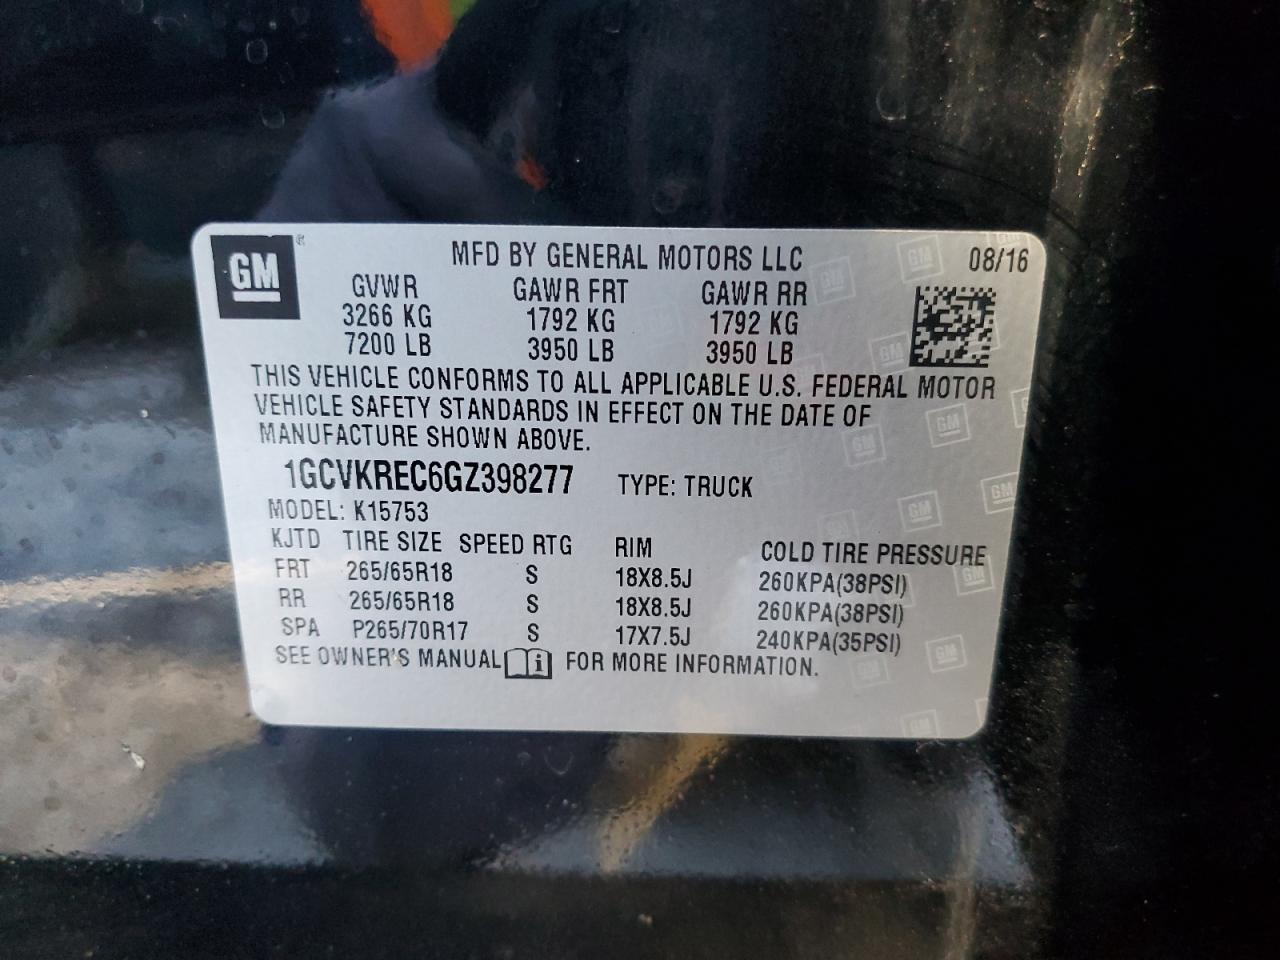 GM ®
MFD BY GENERAL MOTORS LLC 08/16
GVWR GAWR FRT GAWR RR
3266 KG 1792 KG 1792 KG
7200 LB 3950 LB 3950 LB
THIS VEHICLE CONFORMS TO ALL APPLICABLE U.S. FEDERAL MOTOR
VEHICLE SAFETY STANDARDS IN EFFECT ON THE DATE OF
MANUFACTURE SHOWN ABOVE.
1GCVKREC6GZ398277 TYPE: TRUCK
MODEL: K15753
KJTD TIRE SIZE SPEED RTG RIM COLD TIRE PRESSURE
FRT 265/65R18 S 18X8.5J 260KPA(38PSI)
RR 265/65R18 S 18X8.5J 260KPA(38PSI)
SPA P265/70R17 S 17X7.5J 240KPA(35PSI)
SEE OWNER'S MANUAL i FOR MORE INFORMATION.